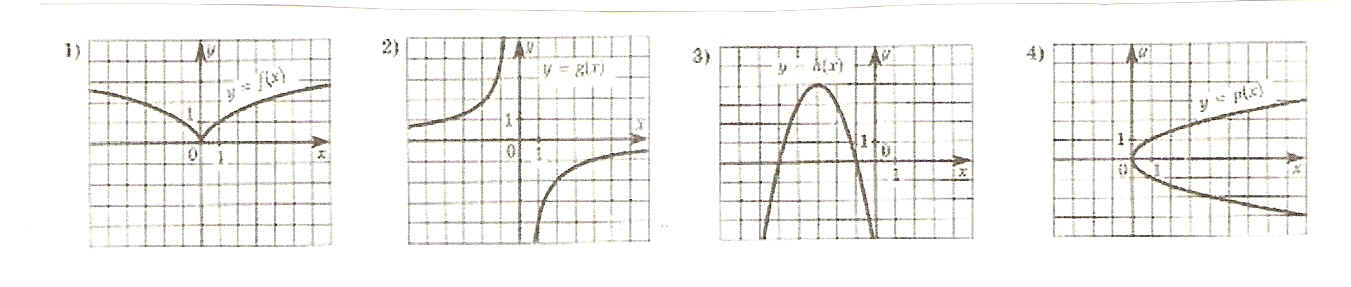 1)
y
y = f(x)
1
0
1
x
2)
y
y = g(x)
x
1
0
1
3)
y
y = h(x)
1
0
1
x
4)
y
y = p(x)
1
0
1
x